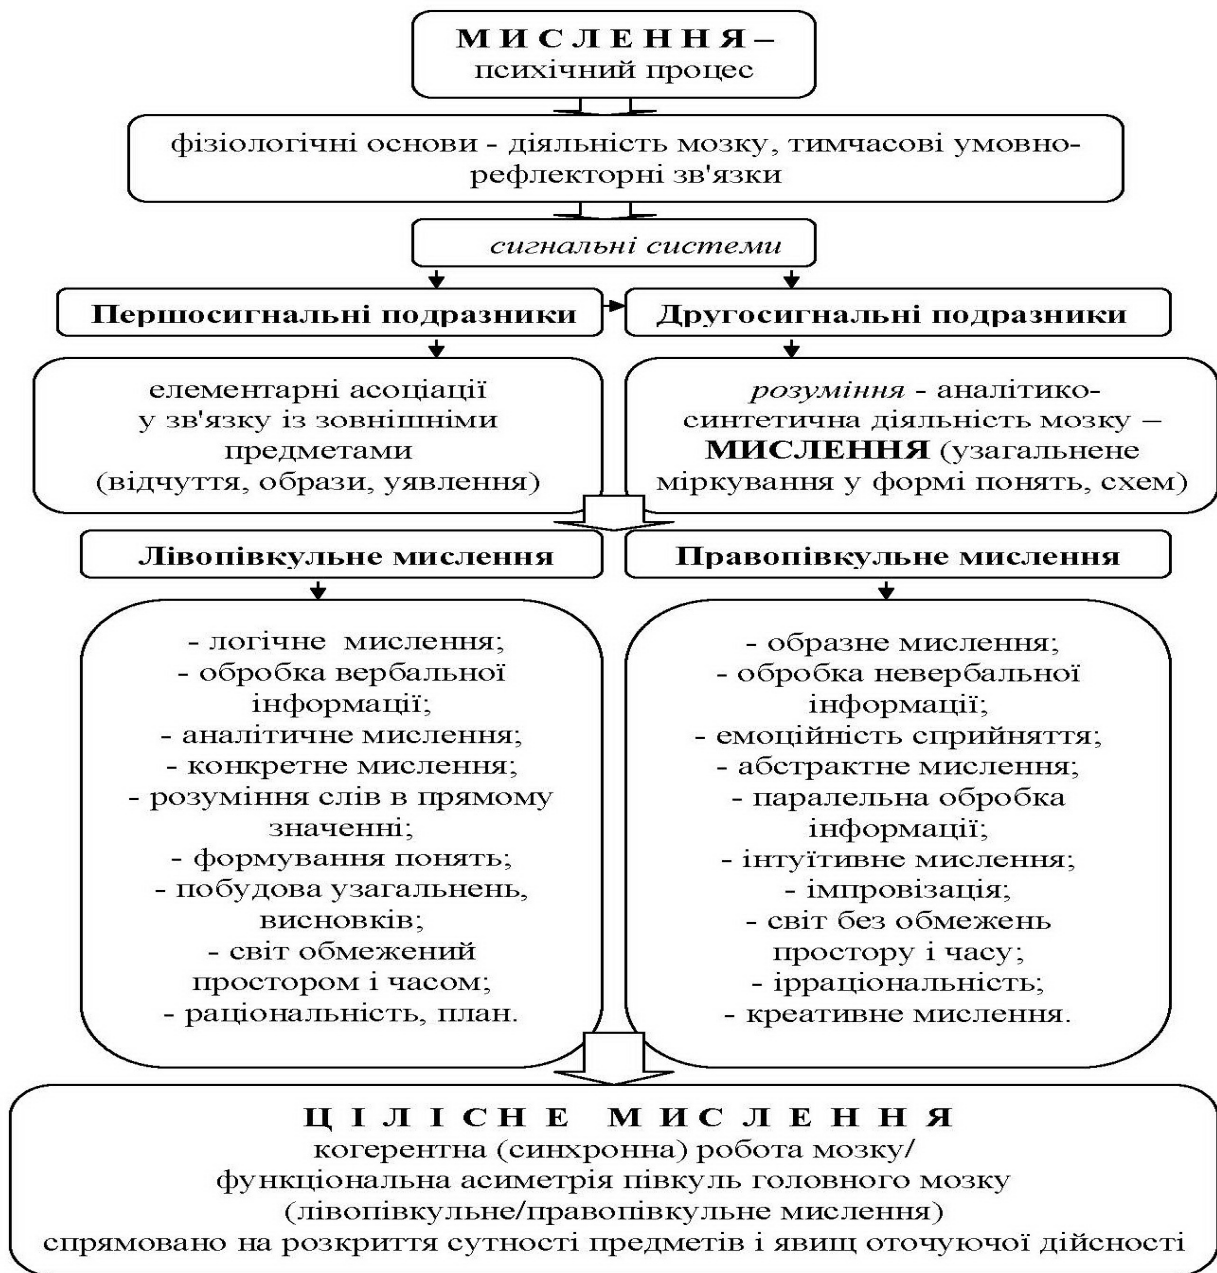 М И С Л Е Н Н Я –
психічний процес
фізіологічні основи - діяльність мозку, тимчасові умовно-
рефлекторні зв'язки
сигнальні системи
Першосигнальні подразники
Другосигнальні подразники
елементарні асоціації
у зв'язку із зовнішніми
предметами
(відчуття, образи, уявлення)
розуміння - аналітико-
синтетична діяльність мозку –
МИСЛЕННЯ (узагальнене
міркування у формі понять, схем)
Лівопівкульне мислення
Правопівкульне мислення
- логічне мислення;
- обробка вербальної
інформації;
- аналітичне мислення;
- конкретне мислення;
- розуміння слів в прямому
значенні;
- формування понять;
- побудова узагальнень,
висновків;
- світ обмежений
простором і часом;
- раціональність, план.
- образне мислення;
- обробка невербальної
інформації;
- емоційність сприйняття;
- абстрактне мислення;
- паралельна обробка
інформації;
- інтуїтивне мислення;
- імпровізація;
- світ без обмежень
простору і часу;
- ірраціональність;
- креативне мислення.
Ц І Л І С Н Е М И С Л Е Н Н Я
когерентна (синхронна) робота мозку/
функціональна асиметрія півкуль головного мозку
(лівопівкульне/правопівкульне мислення)
спрямовано на розкриття сутності предметів і явищ оточуючої дійсності